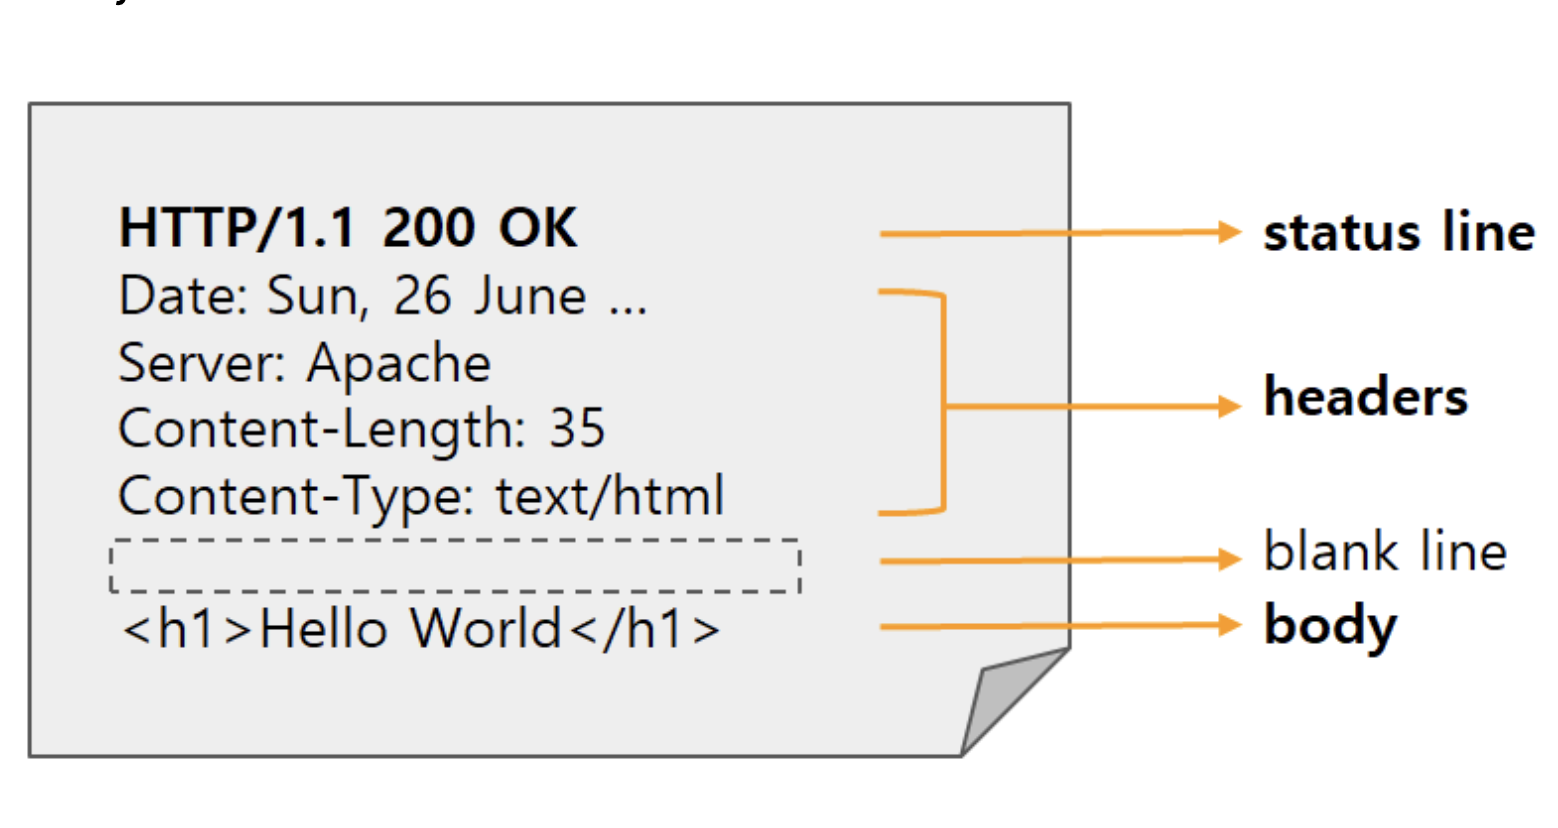 HTTP/1.1 200 OK
Date: Sun, 26 June ...
Server: Apache
Content-Length: 35
Content-Type: text/html
<h1>Hello World</h1>
status line
headers
blank line
body